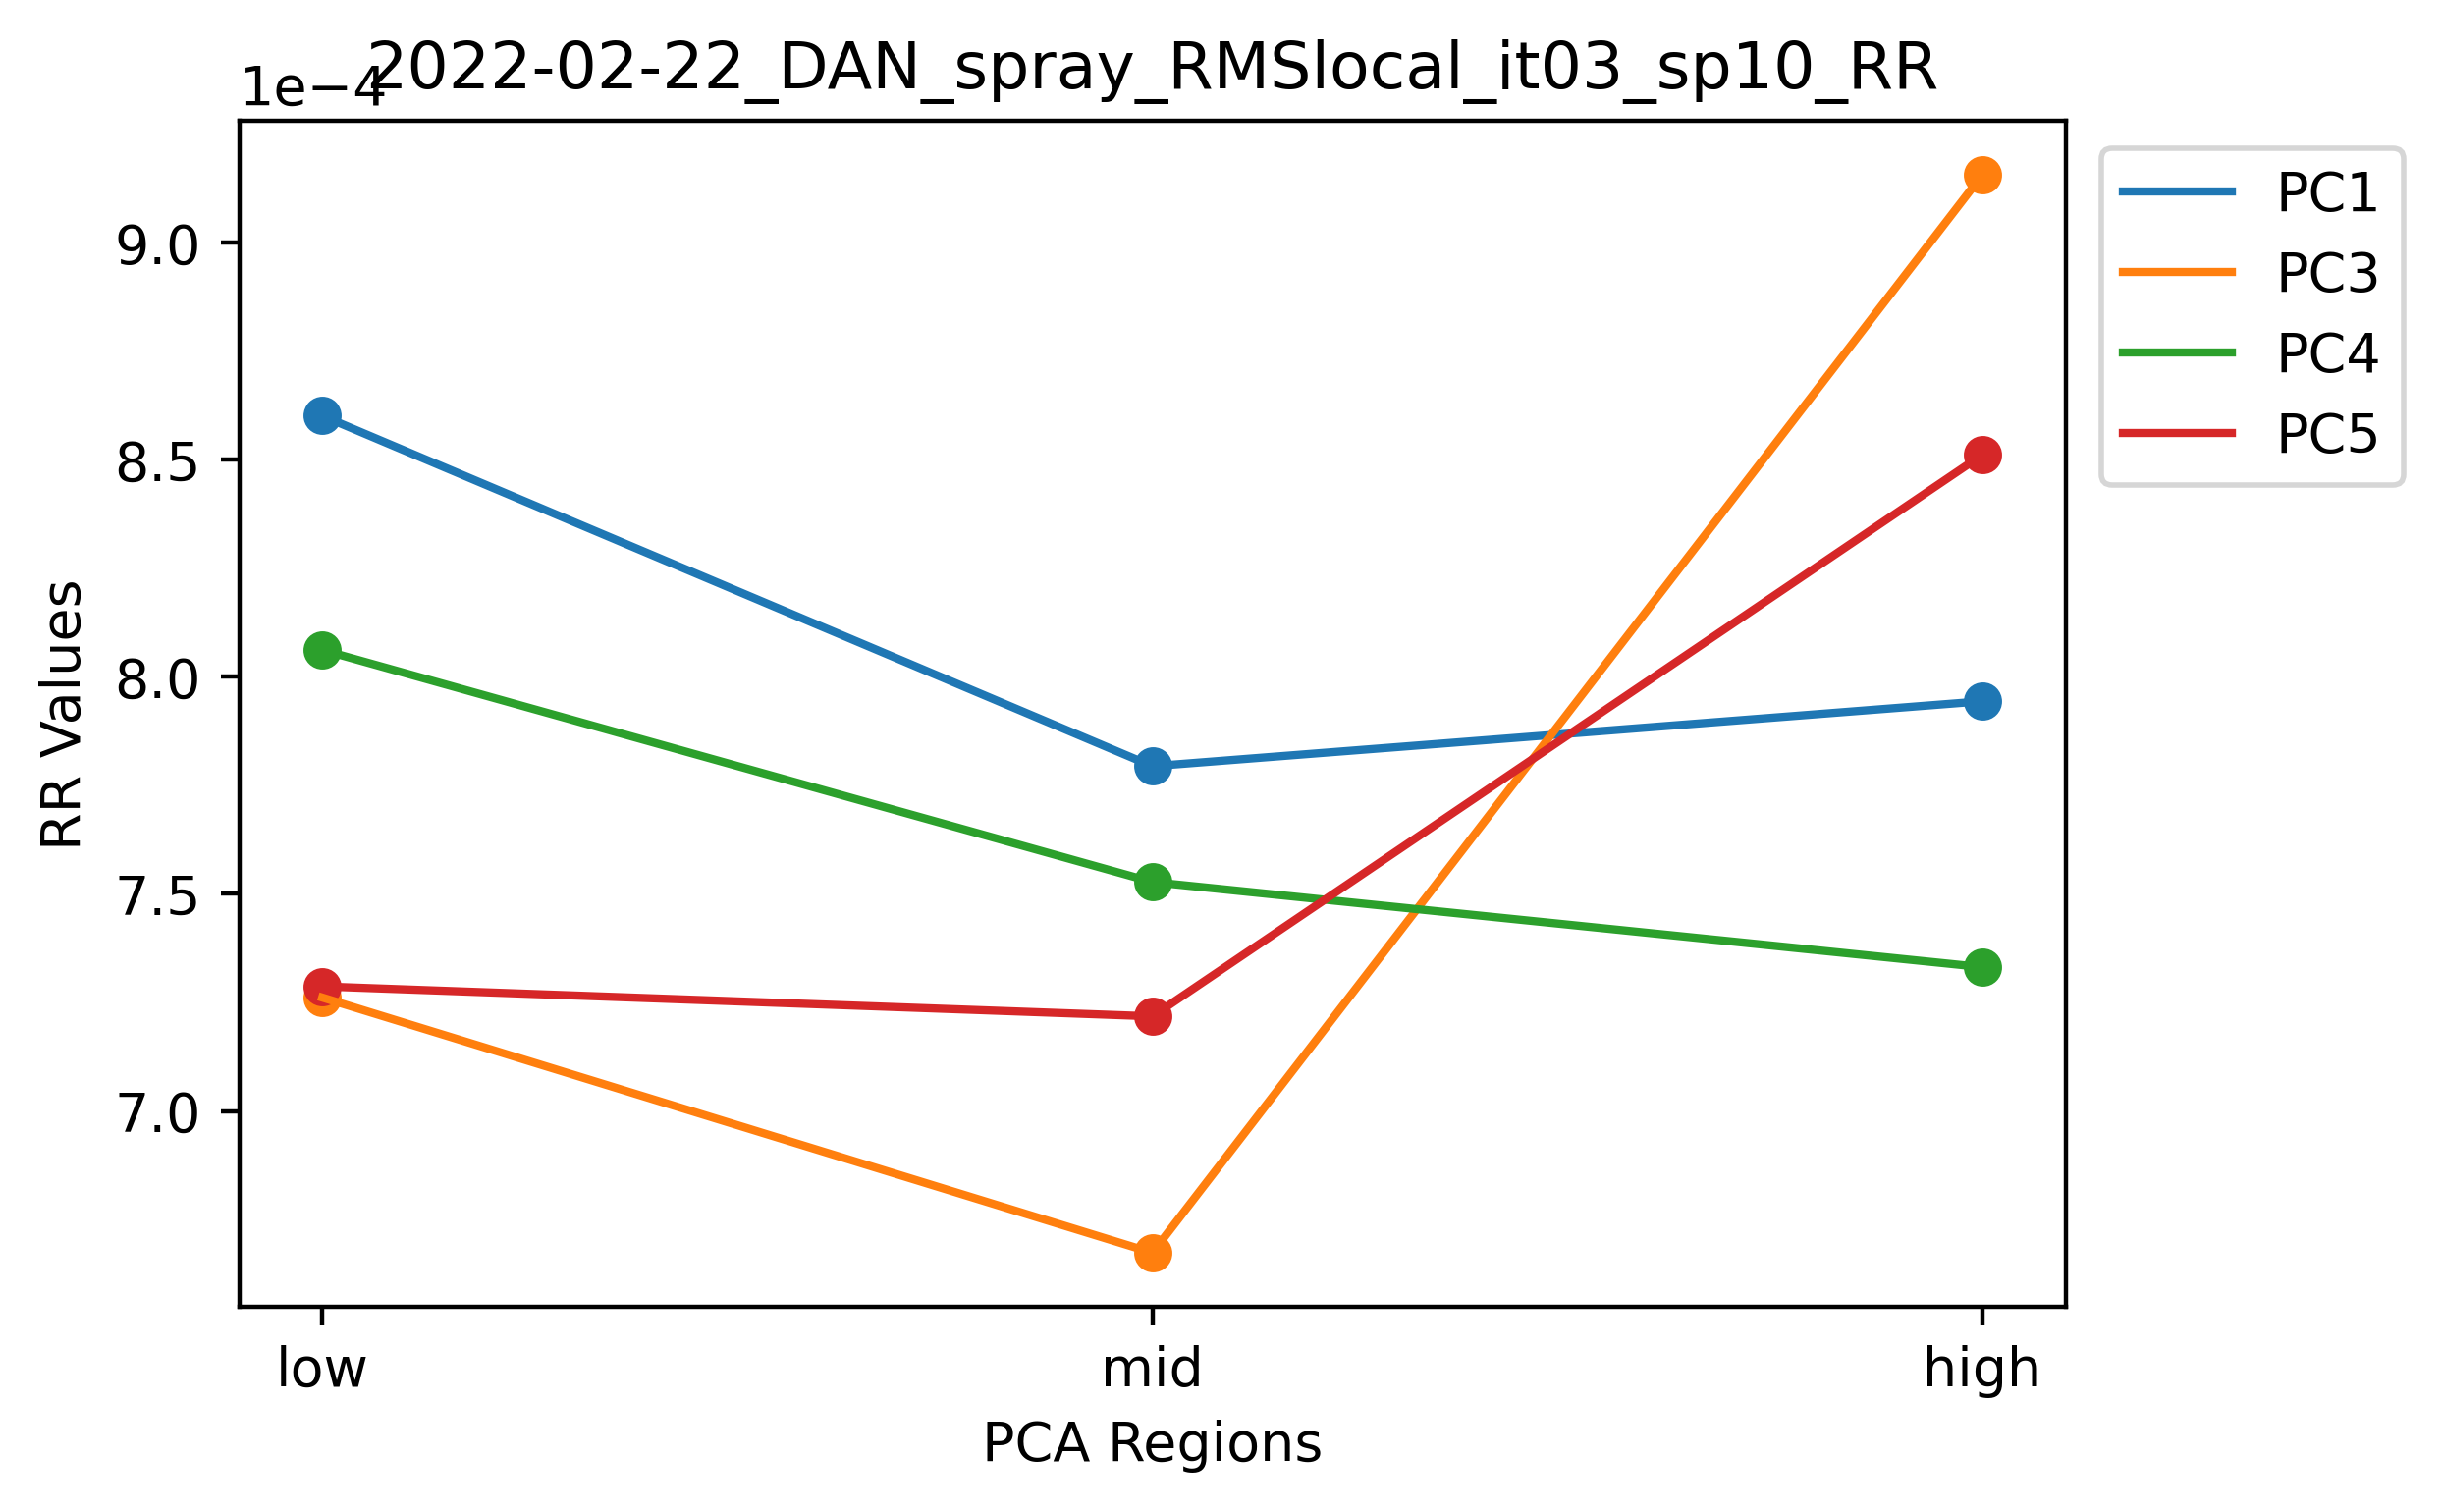 2022-02-22_DAN_spray_RMSlocal_it03_sp10_RR
1e−4
9.0
8.5
8.0
7.5
7.0
RR Values
low
mid
high
PCA Regions
PC1
PC3
PC4
PC5